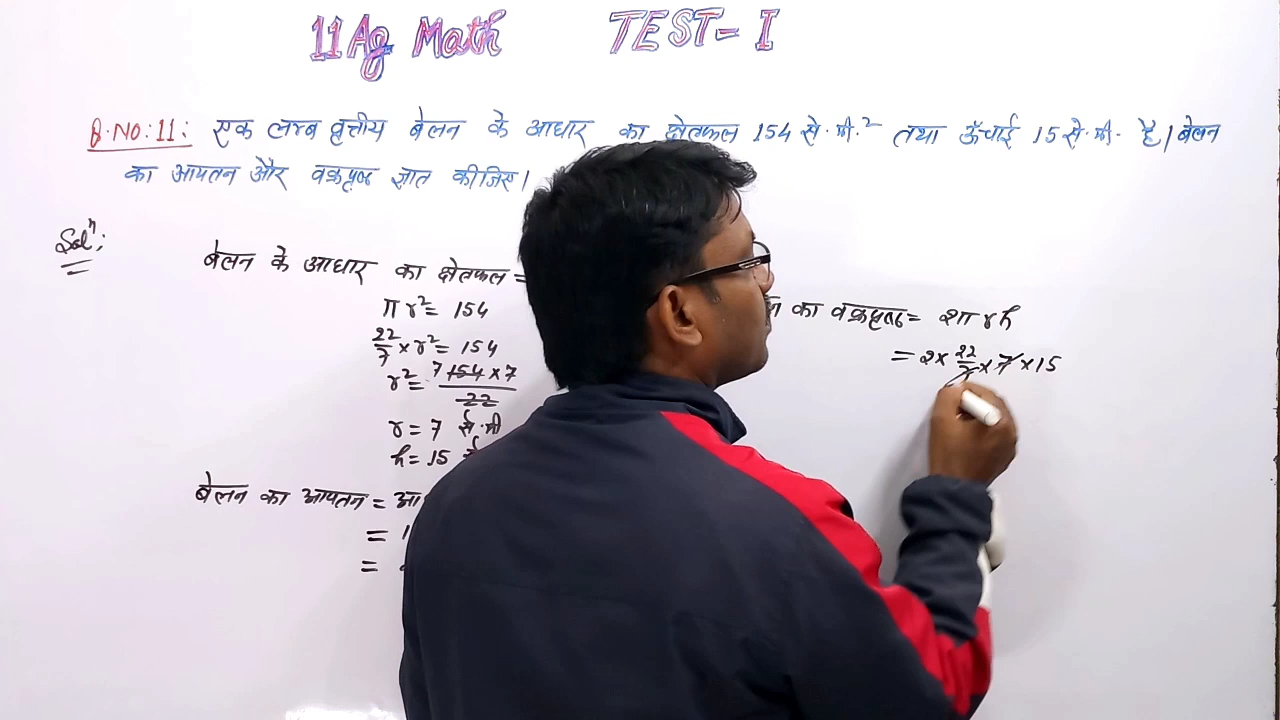 11 Ag Math TEST- I
Q.NO:11: एक लम्ब वृत्तीय बेलन के आधार का क्षेत्रफल 154 से.मी.² तथा ऊँचाई 15 से.मी. है। बेलन
का आयतन और वक्रपृष्ठ ज्ञात कीजिए।
Solⁿ:
बेलन के आधार का क्षेत्रफल =
πr² = 154
22/7 × r² = 154
r² = 7 154 × 7 / 22
r = 7 से.मी
h = 15
बेलन का आयतन = आ
= 1
=
का वक्रपृष्ठ = 2πrh
= 2 × 22/7 × 7 × 15